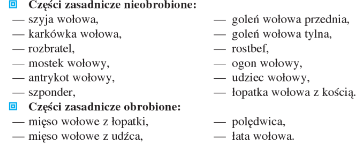 Części zasadnicze nieobrobione:
— szyja wołowa,
— karkówka wołowa,
— rozbratel,
— mostek wołowy,
— antrykot wołowy,
— szponder,
— goleń wołowa przednia,
— goleń wołowa tylna,
— rostbef,
— ogon wołowy,
— udziec wołowy,
— łopatka wołowa z kością.
Części zasadnicze obrobione:
— mięso wołowe z łopatki,
— mięso wołowe z udźca,
— polędwica,
— łata wołowa.